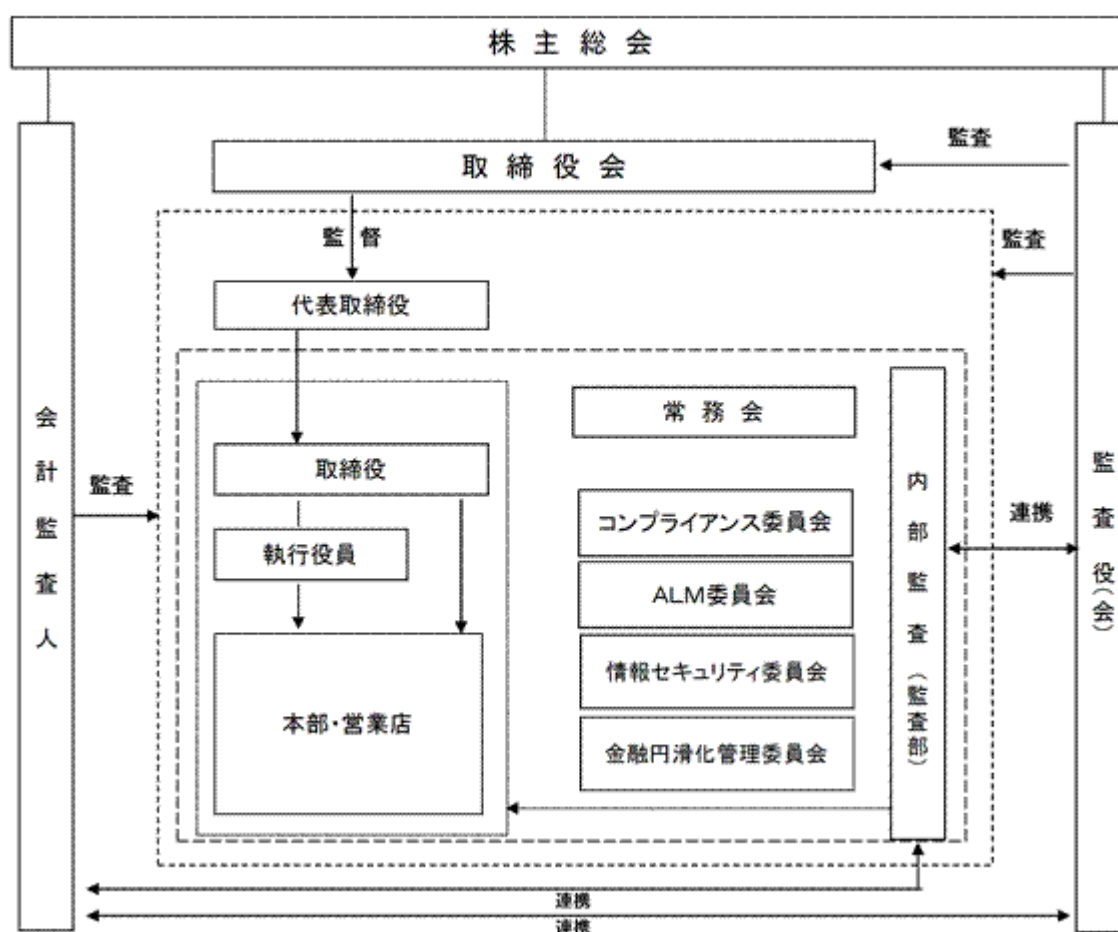 株主総会
取締役会
監査
監督
監査
代表取締役
常務会
取締役
会計監査人
監査
内部監査(監査部)
監査役(会)
コンプライアンス委員会
連携
執行役員
ALM委員会
情報セキュリティ委員会
本部・営業店
金融円滑化管理委員会
連携
連携